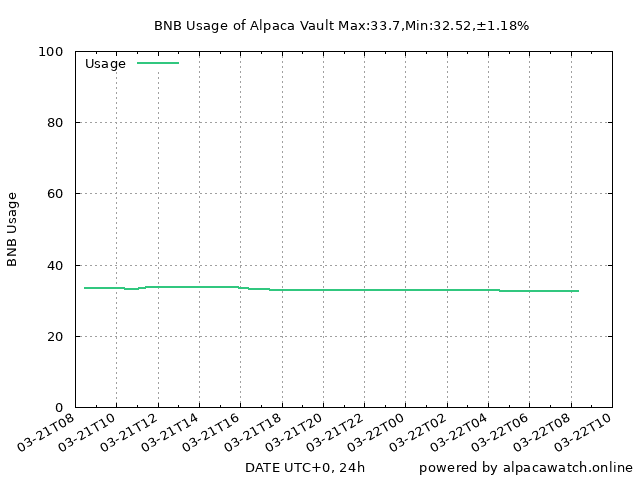 BNB Usage of Alpaca Vault Max:33.7,Min:32.52,±1.18%
Usage
BNB Usage
100
80
60
40
20
0
03-21T08
03-21T10
03-21T12
03-21T14
03-21T16
03-21T18
03-21T20
03-21T22
03-22T00
03-22T02
03-22T04
03-22T06
03-22T08
03-22T10
DATE UTC+0, 24h
powered by alpacawatch.online